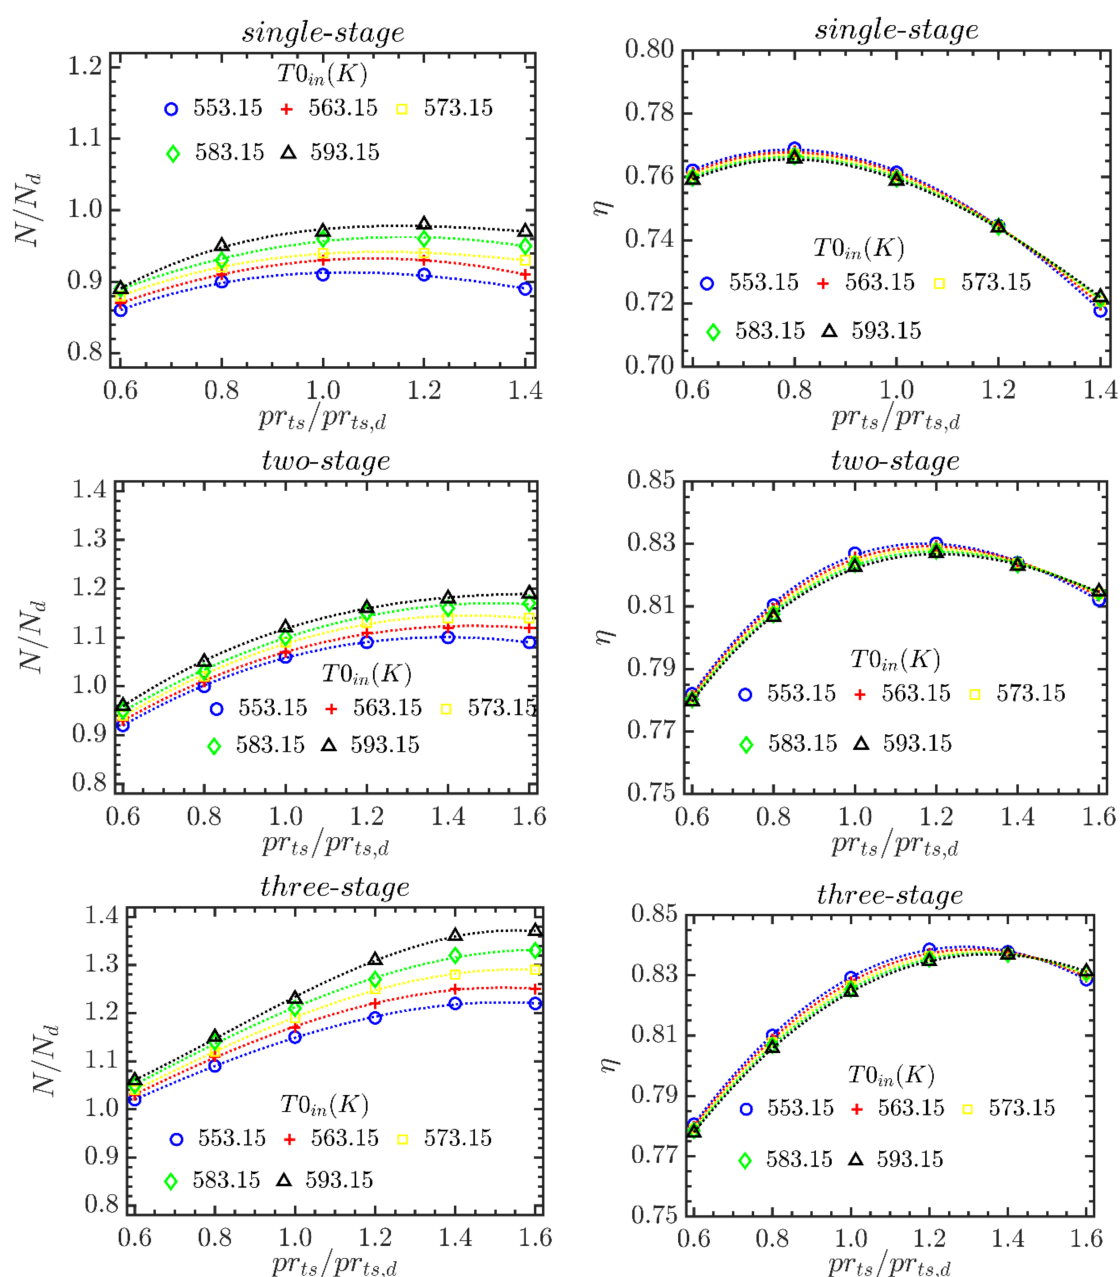 single-stage
T0in(K)
553.15 563.15 573.15
583.15 593.15
N/Nd
1.2
1.1
1.0
0.9
0.8
0.6 0.8 1.0 1.2 1.4
prts/prts,d
single-stage
η
0.80
0.78
0.76
0.74
0.72
0.70
T0in(K)
553.15 563.15 573.15
583.15 593.15
0.6 0.8 1.0 1.2 1.4
prts/prts,d
two-stage
N/Nd
1.4
1.3
1.2
1.1
1.0
0.9
0.8
T0in(K)
553.15 563.15 573.15
583.15 593.15
0.6 0.8 1.0 1.2 1.4 1.6
prts/prts,d
two-stage
η
0.85
0.83
0.81
0.79
0.77
0.75
T0in(K)
553.15 563.15 573.15
583.15 593.15
0.6 0.8 1.0 1.2 1.4 1.6
prts/prts,d
three-stage
N/Nd
1.4
1.3
1.2
1.1
1.0
0.9
0.8
T0in(K)
553.15 563.15 573.15
583.15 593.15
0.6 0.8 1.0 1.2 1.4 1.6
prts/prts,d
three-stage
η
0.85
0.83
0.81
0.79
0.77
0.75
T0in(K)
553.15 563.15 573.15
583.15 593.15
0.6 0.8 1.0 1.2 1.4 1.6
prts/prts,d